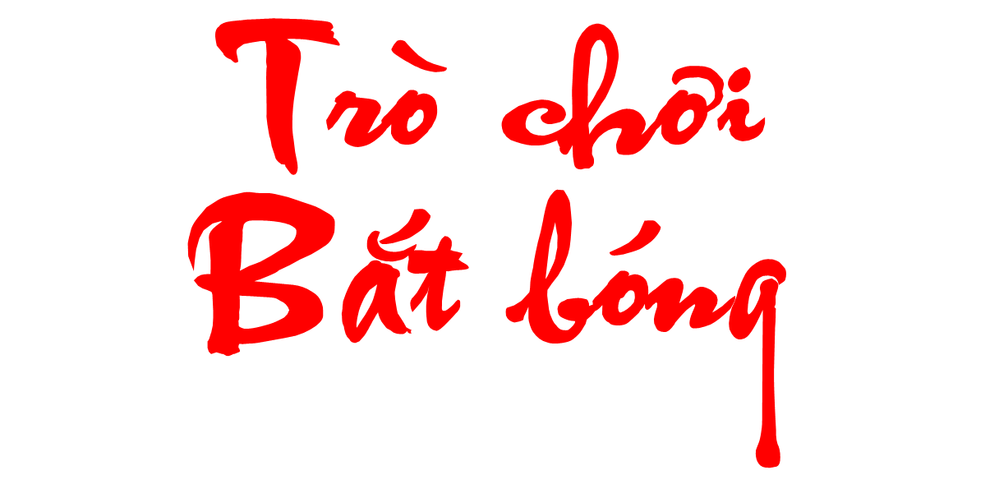 Trò chơi
Bắt bóng